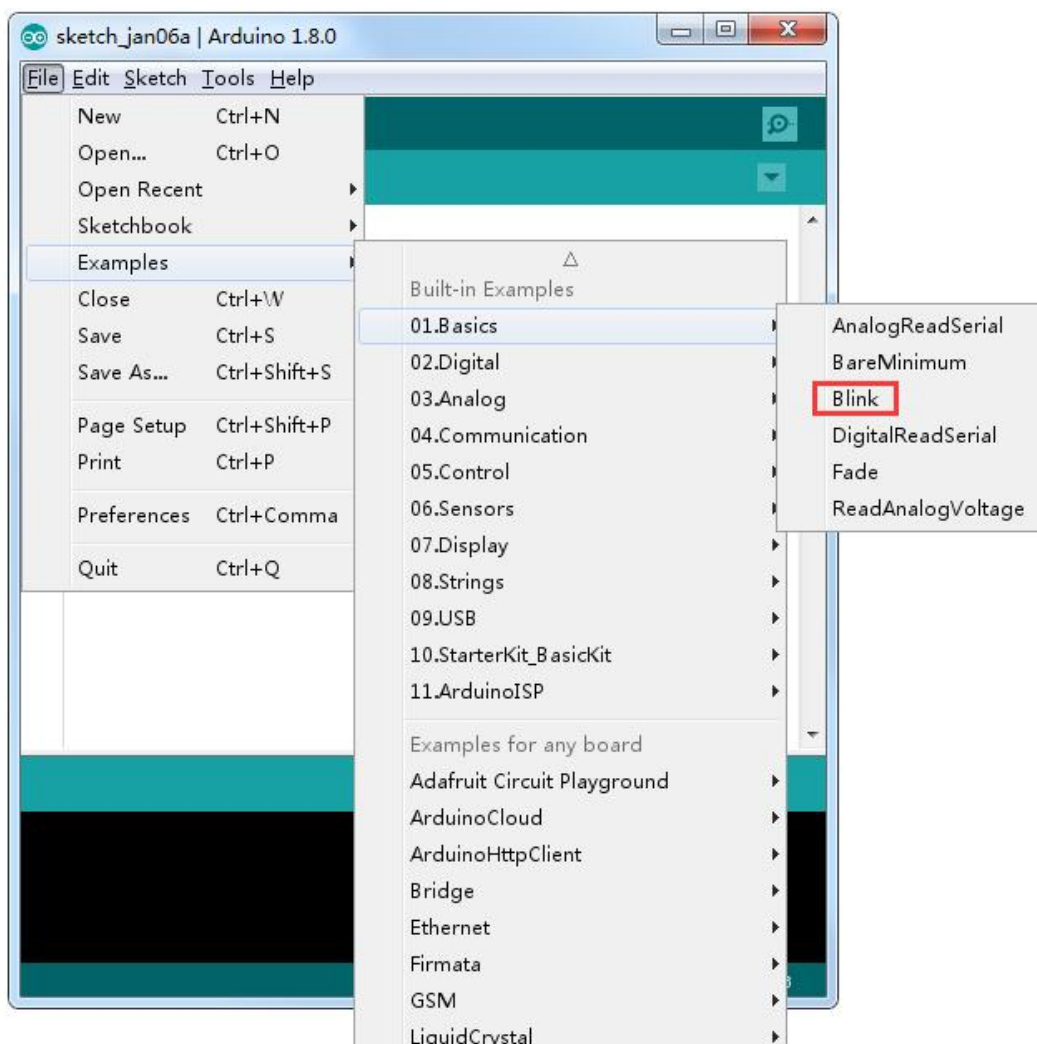 sketch_jan06a | Arduino 1.8.0
File Edit Sketch Tools Help
New Ctrl+N
Open... Ctrl+O
Open Recent
Sketchbook
Examples
Close Ctrl+W
Save Ctrl+S
Save As... Ctrl+Shift+S
Page Setup Ctrl+Shift+P
Print Ctrl+P
Preferences Ctrl+Comma
Quit Ctrl+Q
Built-in Examples
01.Basics
02.Digital
03.Analog
04.Communication
05.Control
06.Sensors
07.Display
08.Strings
09.USB
10.StarterKit_BasicKit
11.ArduinoISP
Examples for any board
Adafruit Circuit Playground
ArduinoCloud
ArduinoHttpClient
Bridge
Ethernet
Firmata
GSM
LiquidCrystal
AnalogReadSerial
BareMinimum
Blink
DigitalReadSerial
Fade
ReadAnalogVoltage